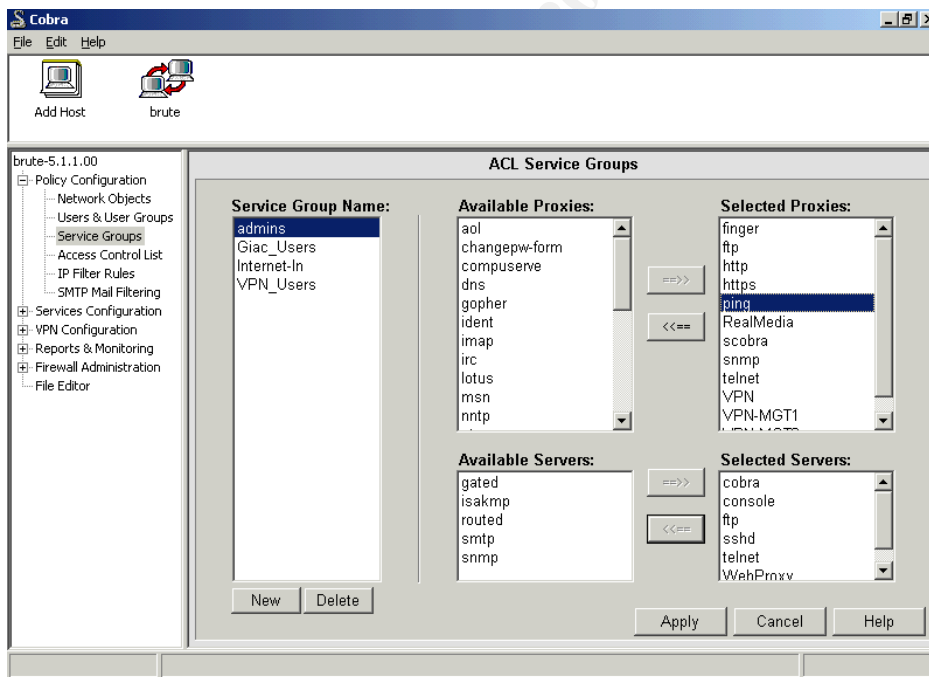 Cobra
File Edit Help
Add Host
brute
brute-5.1.1.00
Policy Configuration
Network Objects
Users & User Groups
Service Groups
Access Control List
IP Filter Rules
SMTP Mail Filtering
Services Configuration
VPN Configuration
Reports & Monitoring
Firewall Administration
File Editor
ACL Service Groups
Service Group Name:
admins
Giac_Users
Internet-In
VPN_Users
New
Delete
Available Proxies:
aol
changepw-form
compuserve
dns
gopher
ident
imap
irc
lotus
msn
nntp
==>>
<<==
Selected Proxies:
finger
ftp
http
https
ping
RealMedia
scobra
snmp
telnet
VPN
VPN-MGT1
Available Servers:
gated
isakmp
routed
smtp
snmp
==>>
<<==
Selected Servers:
cobra
console
ftp
sshd
telnet
WebProxy
Apply
Cancel
Help